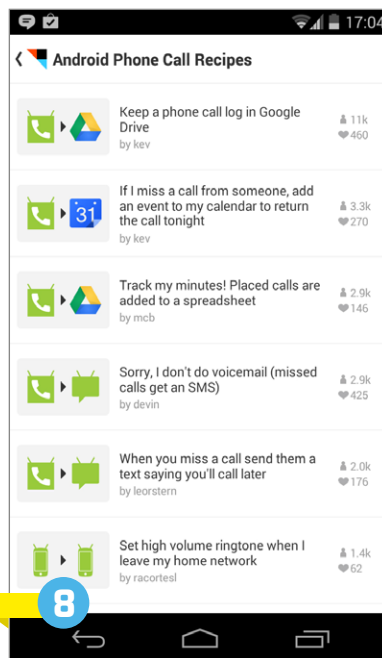 17:04
Android Phone Call Recipes
Keep a phone call log in Google
Drive
by kev
11k
460
31
If I miss a call from someone, add
an event to my calendar to return
the call tonight
by kev
3.3k
270
Track my minutes! Placed calls are
added to a spreadsheet
by mcb
2.9k
146
Sorry, I don't do voicemail (missed
calls get an SMS)
by devin
2.9k
425
When you miss a call send them a
text saying you'll call later
by leorstern
2.0k
176
Set high volume ringtone when I
leave my home network
by racortesl
1.4k
62
8